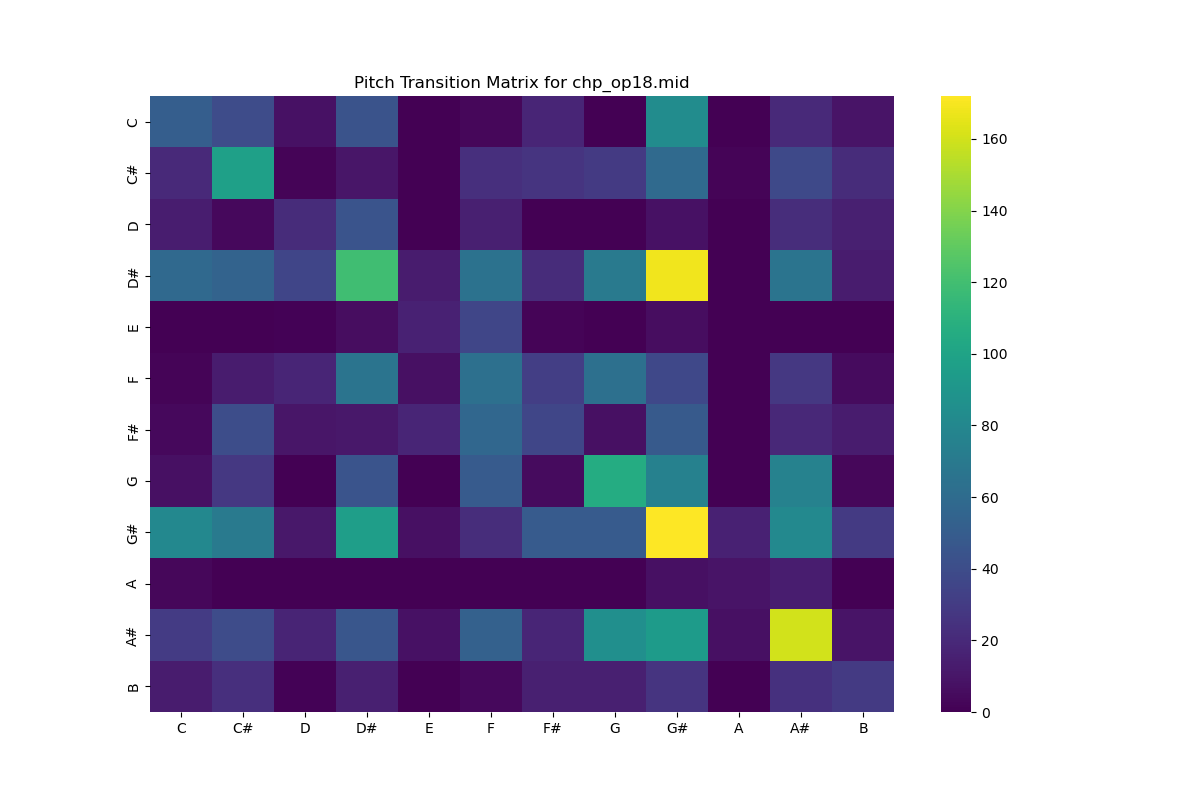 Pitch Transition Matrix for chp_op18.mid
C
C#
D
D#
E
F
F#
G
G#
A
A#
B
C C# D D# E F F# G G# A A# B
160
140
120
100
80
60
40
20
0